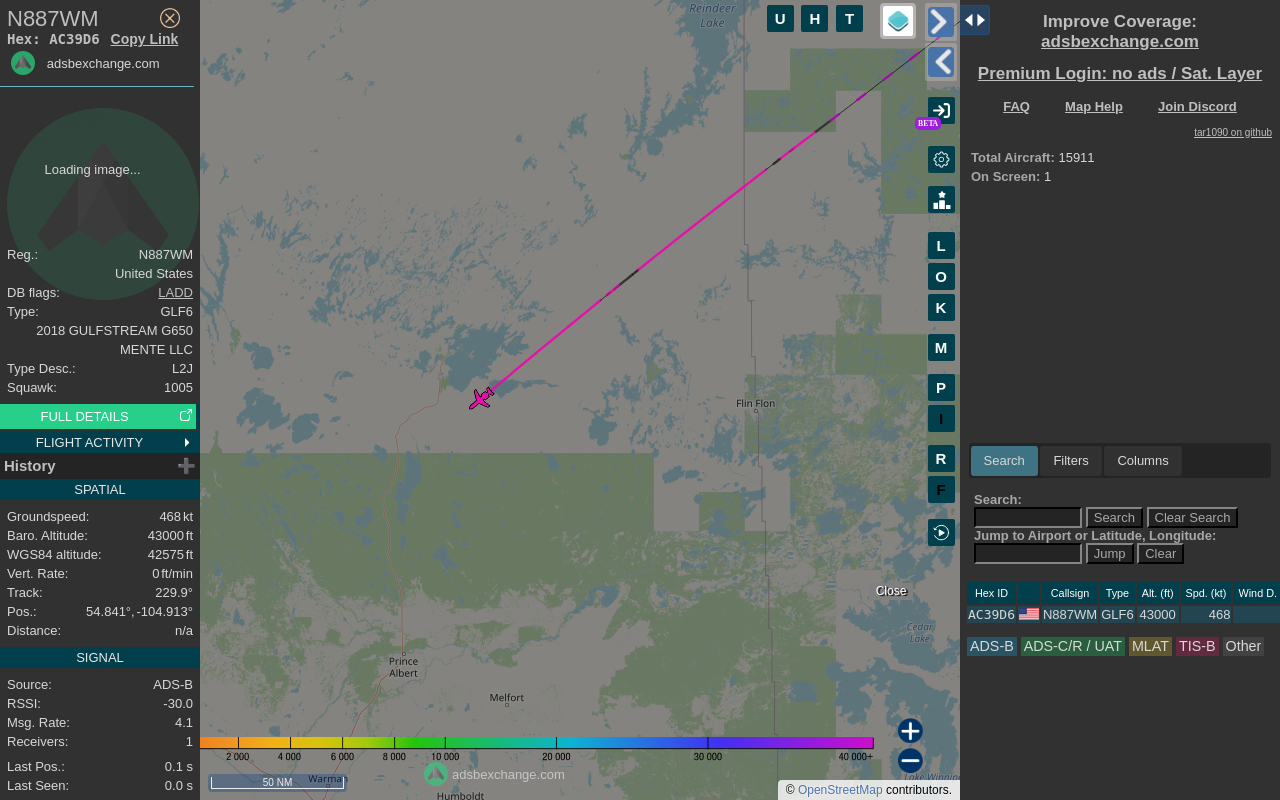 N887WM
Hex: AC39D6 Copy Link
adsbexchange.com
Loading image...
Reg.: N887WM
United States
DB flags: LADD
Type: GLF6
2018 GULFSTREAM G650
MENTE LLC
Type Desc.: L2J
Squawk: 1005
FULL DETAILS
FLIGHT ACTIVITY
History
SPATIAL
Groundspeed: 468 kt
Baro. Altitude: 43000 ft
WGS84 altitude: 42575 ft
Vert. Rate: 0 ft/min
Track: 229.9°
Pos.: 54.841°, -104.913°
Distance: n/a
SIGNAL
Source: ADS-B
RSSI: -30.0
Msg. Rate: 4.1
Receivers: 1
Last Pos.: 0.1 s
Last Seen: 0.0 s
Reindeer
Lake
U H T
BETA
L
O
K
M
P
I
R
F
Flin Flon
Close
Cedar
Lake
Prince
Albert
Melfort
2 000 4 000 6 000 8 000 10 000 20 000 30 000 40 000+
adsbexchange.com
50 NM
Warma
Humboldt
Lake Winnipe
© OpenStreetMap contributors.
Improve Coverage:
adsbexchange.com
Premium Login: no ads / Sat. Layer
FAQ Map Help Join Discord
tar1090 on github
Total Aircraft: 15911
On Screen: 1
Search Filters Columns
Search:
Search Clear Search
Jump to Airport or Latitude, Longitude:
Jump Clear
Hex ID Callsign Type Alt. (ft) Spd. (kt) Wind D.
AC39D6 N887WM GLF6 43000 468
ADS-B ADS-C/R / UAT MLAT TIS-B Other